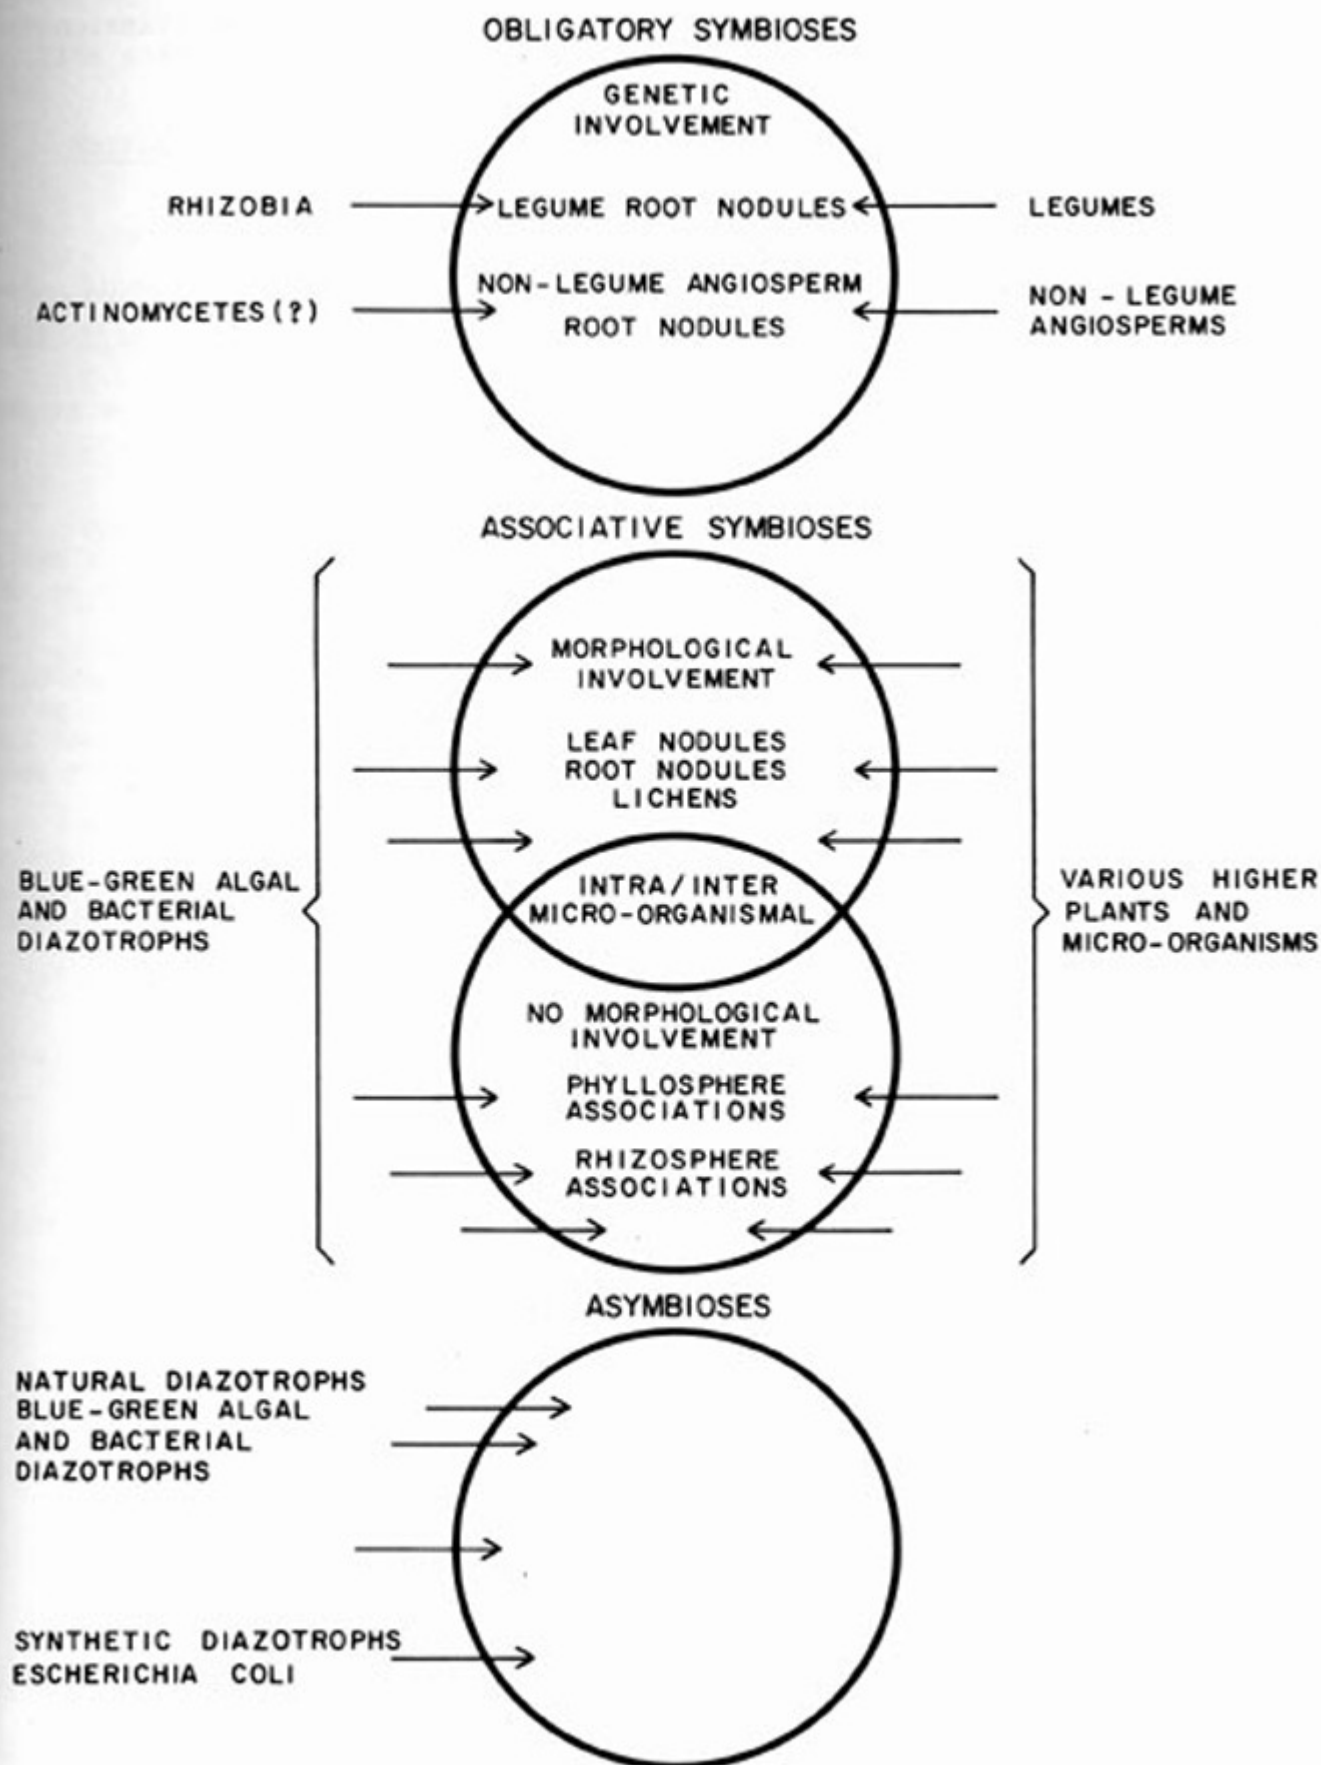 OBLIGATORY SYMBIOSES
GENETIC
INVOLVEMENT
RHIZOBIA
LEGUME ROOT NODULES
LEGUMES
ACTINOMYCETES(?)
NON-LEGUME ANGIOSPERM
ROOT NODULES
NON - LEGUME
ANGIOSPERMS
ASSOCIATIVE SYMBIOSES
MORPHOLOGICAL
INVOLVEMENT
LEAF NODULES
ROOT NODULES
LICHENS
BLUE-GREEN ALGAL
AND BACTERIAL
DIAZOTROPHS
INTRA/INTER
MICRO-ORGANISMAL
VARIOUS HIGHER
PLANTS AND
MICRO-ORGANISMS
NO MORPHOLOGICAL
INVOLVEMENT
PHYLLOSPHERE
ASSOCIATIONS
RHIZOSPHERE
ASSOCIATIONS
ASYMBIOSES
NATURAL DIAZOTROPHS
BLUE-GREEN ALGAL
AND BACTERIAL
DIAZOTROPHS
SYNTHETIC DIAZOTROPHS
ESCHERICHIA COLI